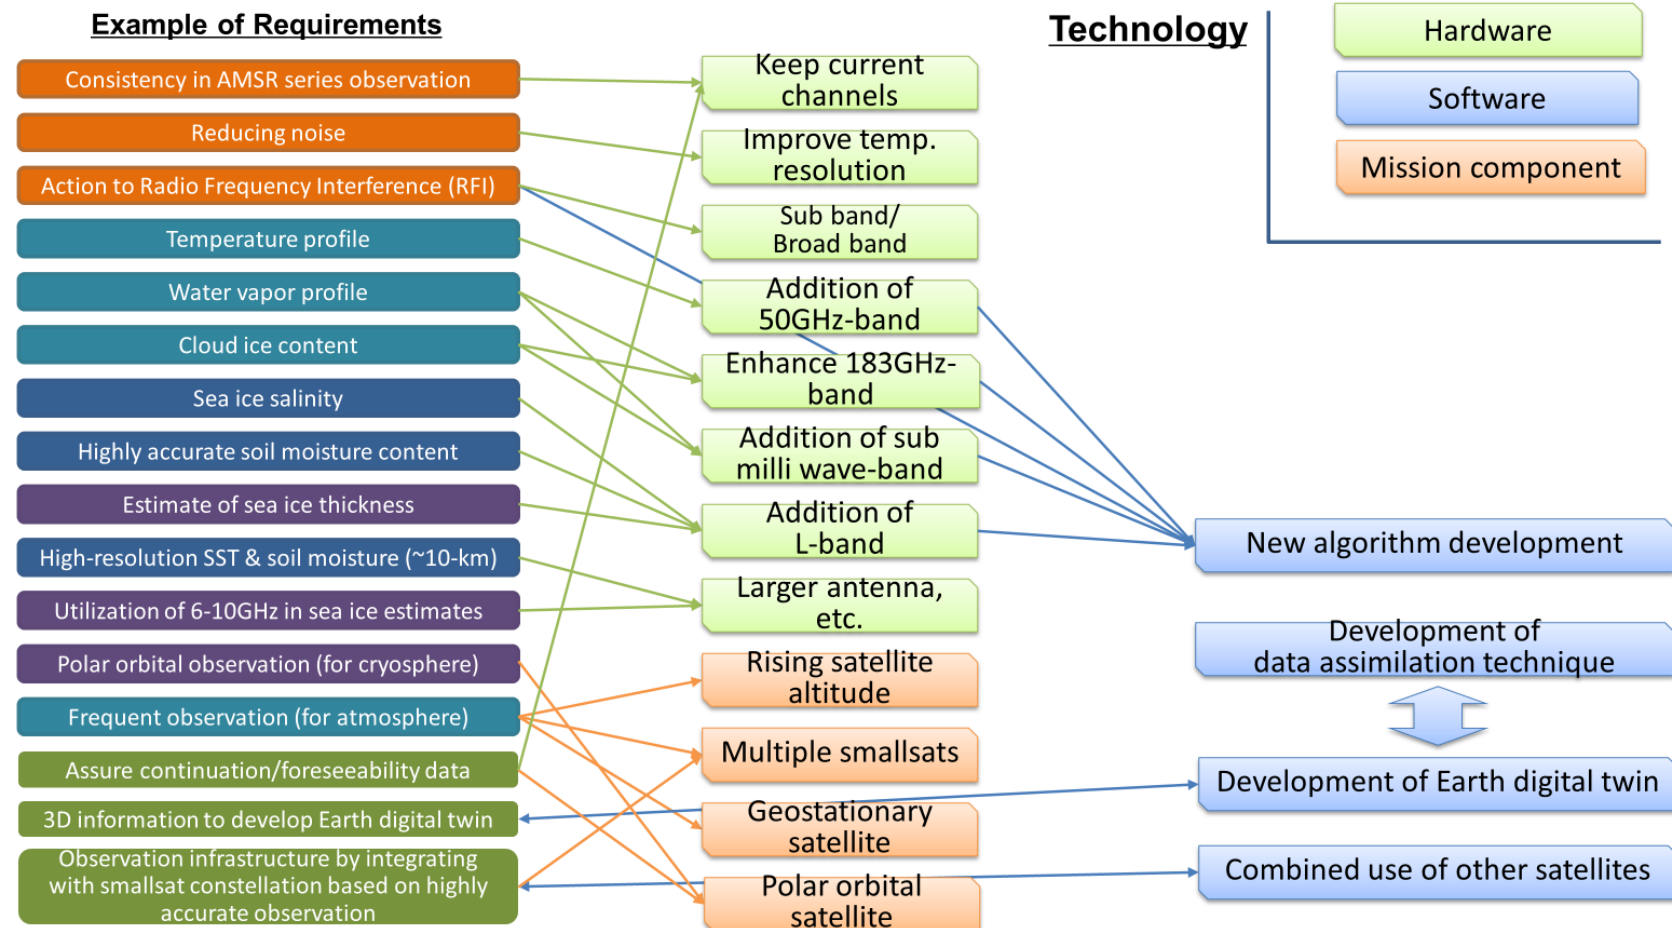 Example of Requirements
Consistency in AMSR series observation
Reducing noise
Action to Radio Frequency Interference (RFI)
Temperature profile
Water vapor profile
Cloud ice content
Sea ice salinity
Highly accurate soil moisture content
Estimate of sea ice thickness
High-resolution SST & soil moisture (~10-km)
Utilization of 6-10GHz in sea ice estimates
Polar orbital observation (for cryosphere)
Frequent observation (for atmosphere)
Assure continuation/foreseeability data
3D information to develop Earth digital twin
Observation infrastructure by integrating
with smallsat constellation based on highly
accurate observation
Keep current
channels
Improve temp.
resolution
Sub band/
Broad band
Addition of
50GHz-band
Enhance 183GHz-
band
Addition of sub
milli wave-band
Addition of
L-band
Larger antenna,
etc.
Rising satellite
altitude
Multiple smallsats
Geostationary
satellite
Polar orbital
satellite
Technology
Hardware
Software
Mission component
New algorithm development
Development of
data assimilation technique
Development of Earth digital twin
Combined use of other satellites